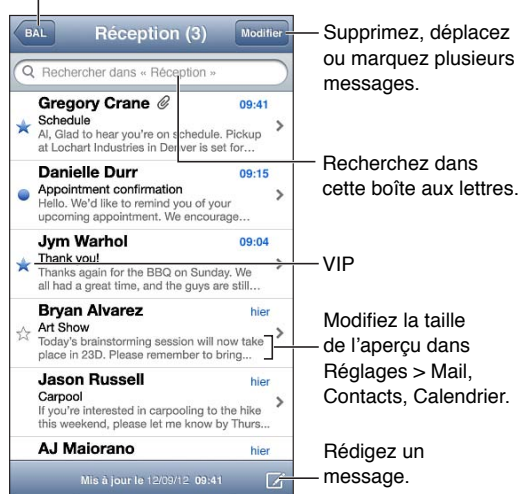 BAL
Réception (3)
Modifier
Rechercher dans « Réception »
Gregory Crane
09:41
Schedule
Al, Glad to hear you're on schedule. Pickup
at Lochart Industries in Denver is set for…
Danielle Durr
09:15
Appointment confirmation
Hello. We'd like to remind you of your
upcoming appointment. We encourage…
Jym Warhol
09:04
Thank you!
Thanks again for the BBQ on Sunday. We
all had a great time, and the guys are still…
Bryan Alvarez
hier
Art Show
Today's brainstorming session will now take
place in 23D. Please remember to bring...
Jason Russell
hier
Carpool
If you're interested in carpooling to the hike
this weekend, please let me know by Thurs...
AJ Maiorano
hier
Mis à jour le 12/09/12 09:41
Supprimez, déplacez
ou marquez plusieurs
messages.
Recherchez dans
cette boîte aux lettres.
VIP
Modifiez la taille
de l'aperçu dans
Réglages > Mail,
Contacts, Calendrier.
Rédigez un
message.